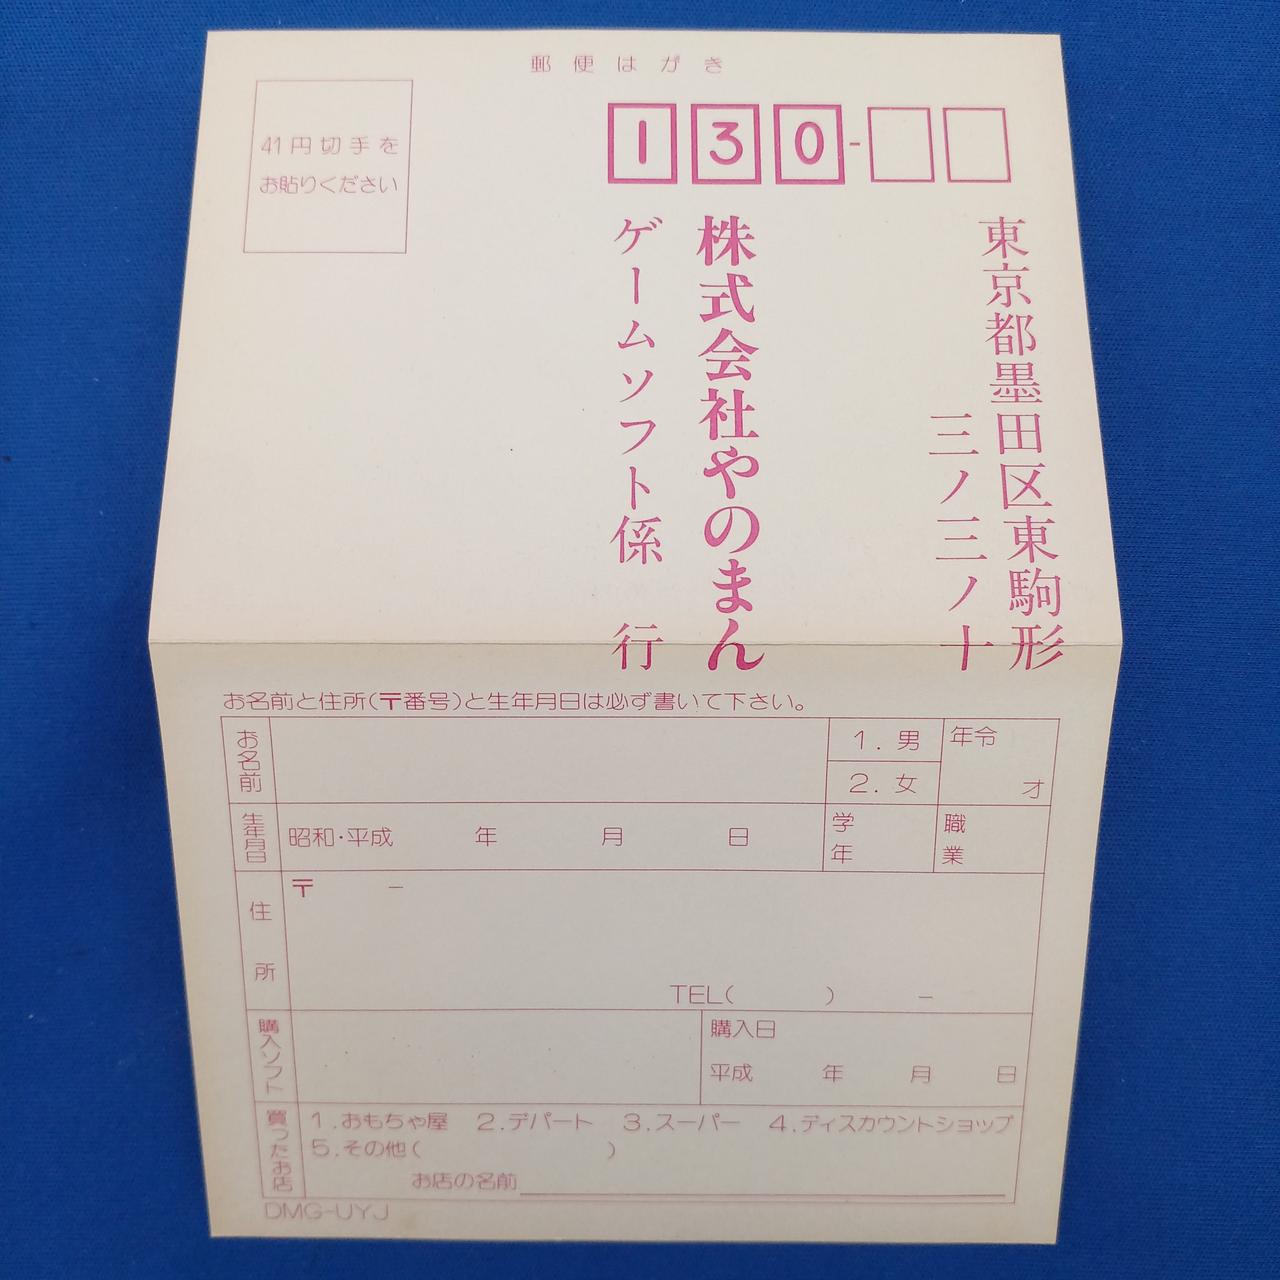 郵便はがき
41円切手を
お貼りください
130-
東京都墨田区東駒形
三ノ三ノ十
株式会社やのまん
ゲームソフト係 行
お名前と住所(〒番号)と生年月日は必ず書いて下さい。
お名前
1. 男
2. 女
年令
才
生年月日
昭和・平成 年 月 日
学年
職業
住所
〒 -
TEL( ) -
購入ソフト
購入日
平成 年 月 日
買ったお店
1.おもちゃ屋 2.デパート 3.スーパー 4.ディスカウントショップ
5.その他( )
お店の名前
DMG-UYJ